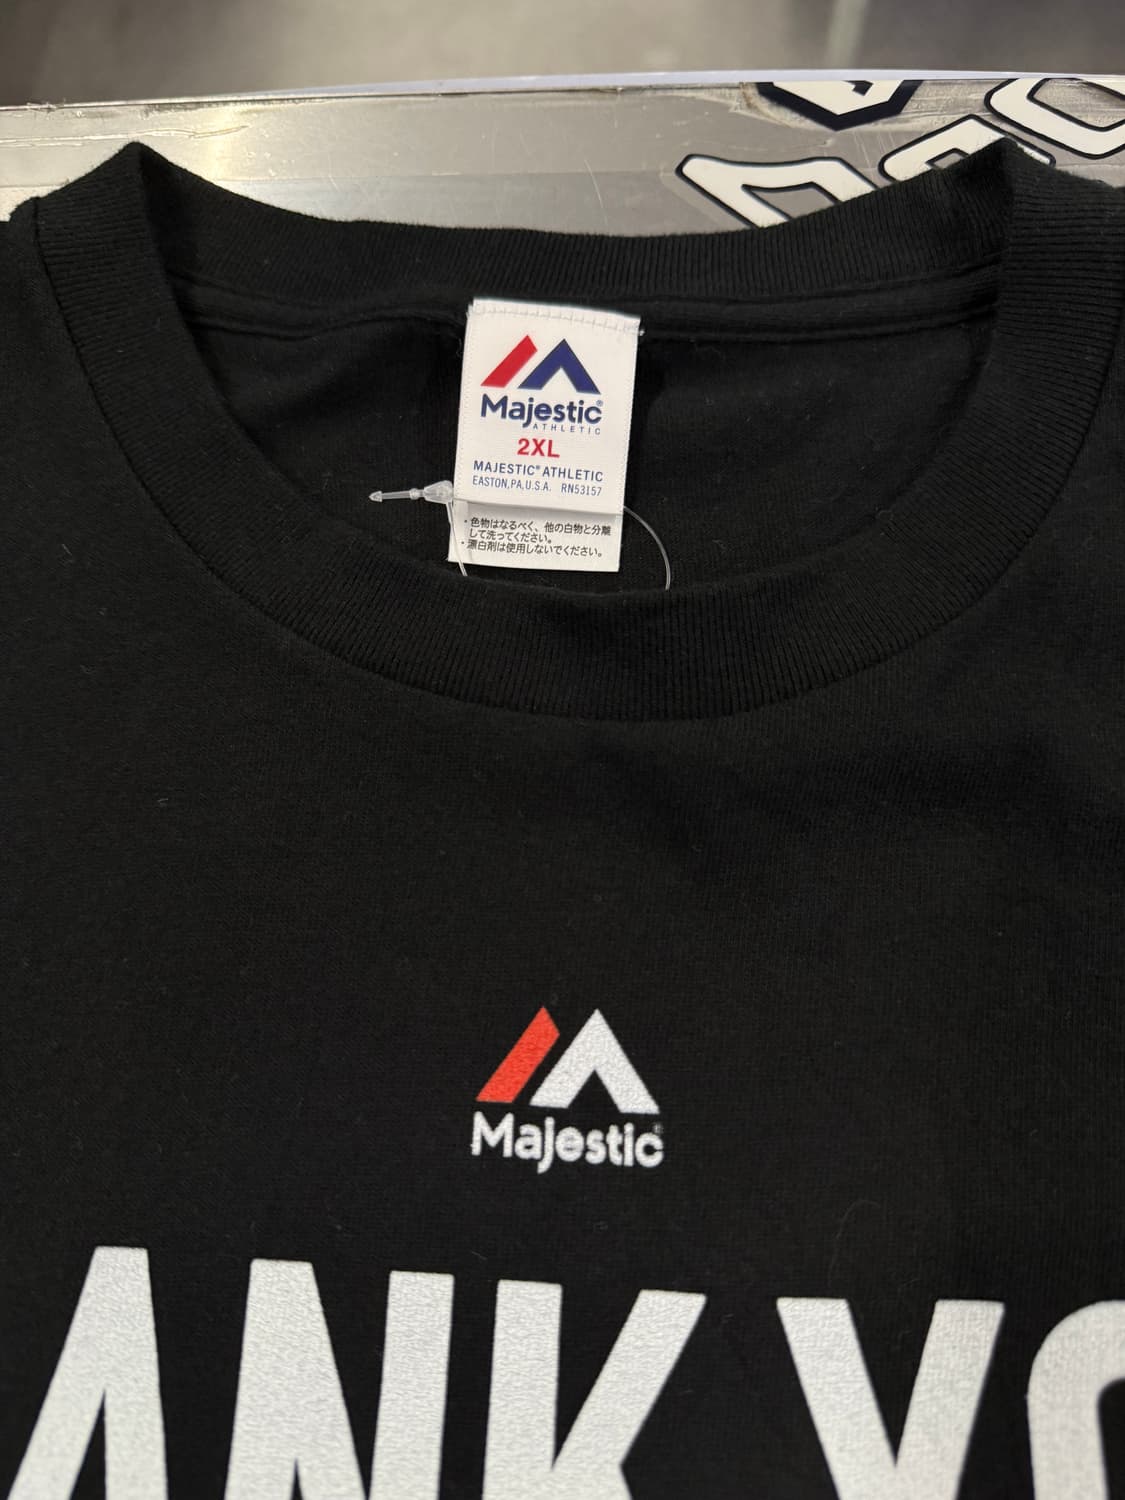 Majestic®
ATHLETIC
2XL
MAJESTIC® ATHLETIC
EASTON,PA,U.S.A. RN53157
・色物はなるべく、他の白物と分離
して洗ってください。
・漂白剤は使用しないでください。
Majestic®
ANK YO